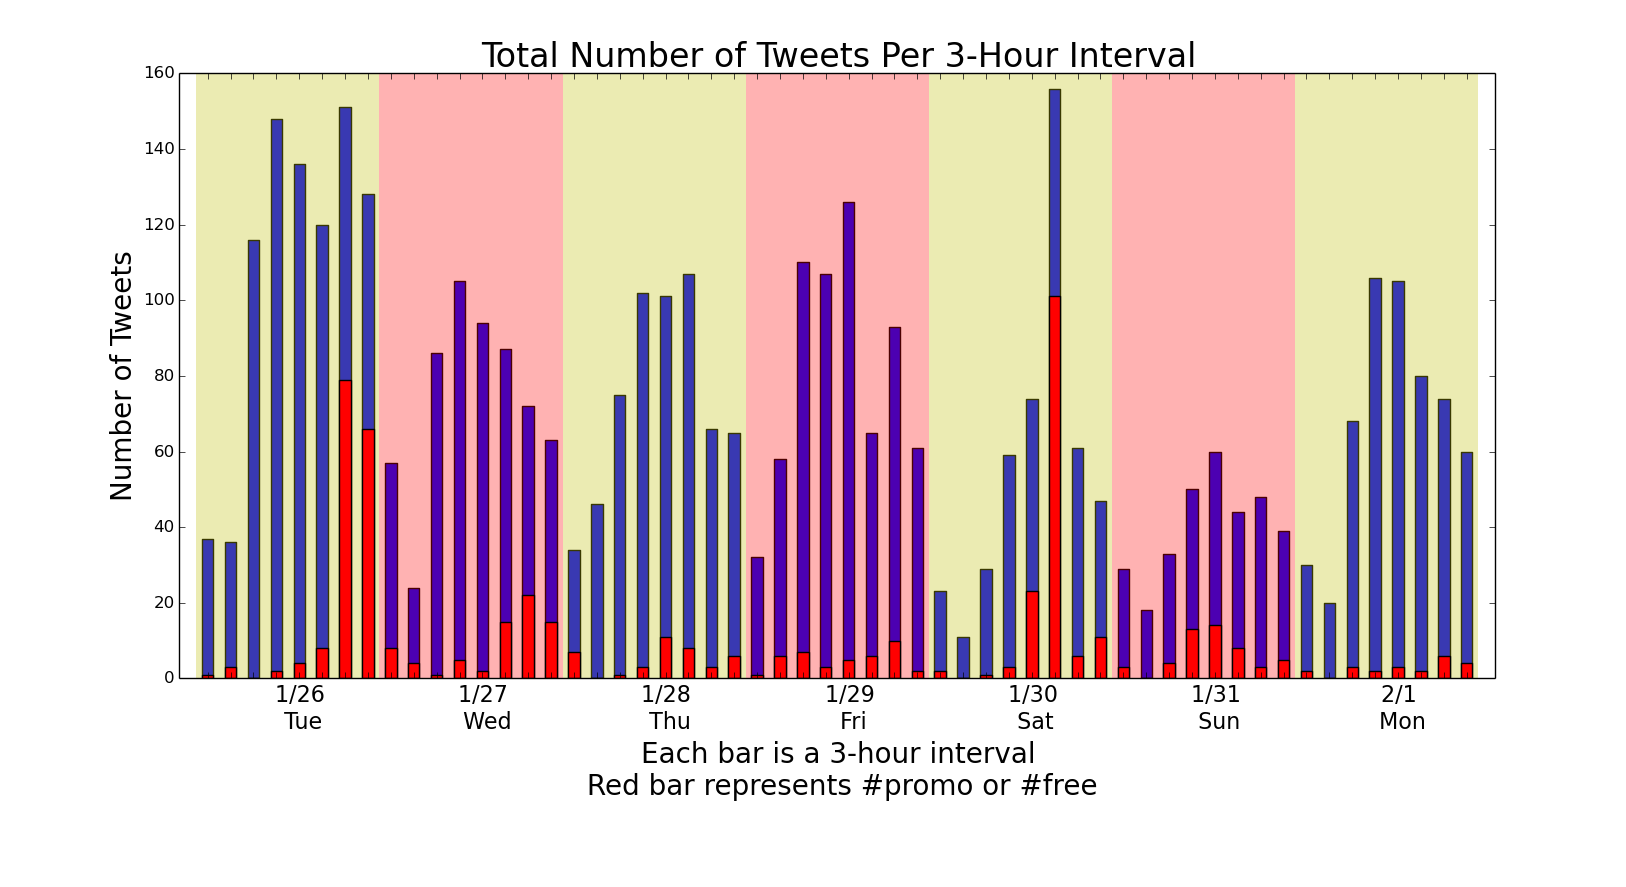 Total Number of Tweets Per 3-Hour Interval
160
140
120
100
80
60
40
20
0
Number of Tweets
1/26 1/27 1/28 1/29 1/30 1/31 2/1
Tue Wed Thu Fri Sat Sun Mon
Each bar is a 3-hour interval
Red bar represents #promo or #free